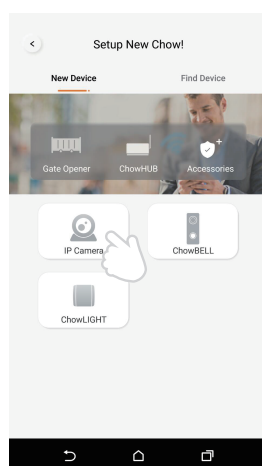 Setup New Chow!
New Device
Find Device
Gate Opener
ChowHUB
Accessories
IP Camera
ChowBELL
ChowLIGHT